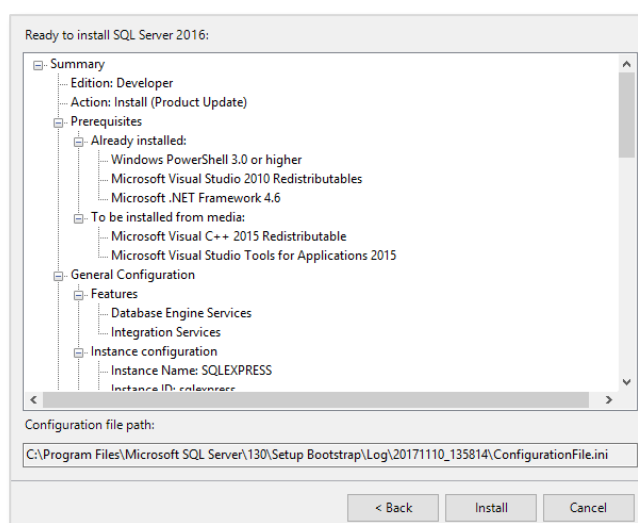 Ready to install SQL Server 2016:
Summary
Edition: Developer
Action: Install (Product Update)
Prerequisites
Already installed:
Windows PowerShell 3.0 or higher
Microsoft Visual Studio 2010 Redistributables
Microsoft .NET Framework 4.6
To be installed from media:
Microsoft Visual C++ 2015 Redistributable
Microsoft Visual Studio Tools for Applications 2015
General Configuration
Features
Database Engine Services
Integration Services
Instance configuration
Instance Name: SQLEXPRESS
Instance ID: sqlexpress
Configuration file path:
C:\Program Files\Microsoft SQL Server\130\Setup Bootstrap\Log\20171110_135814\ConfigurationFile.ini
< Back Install Cancel